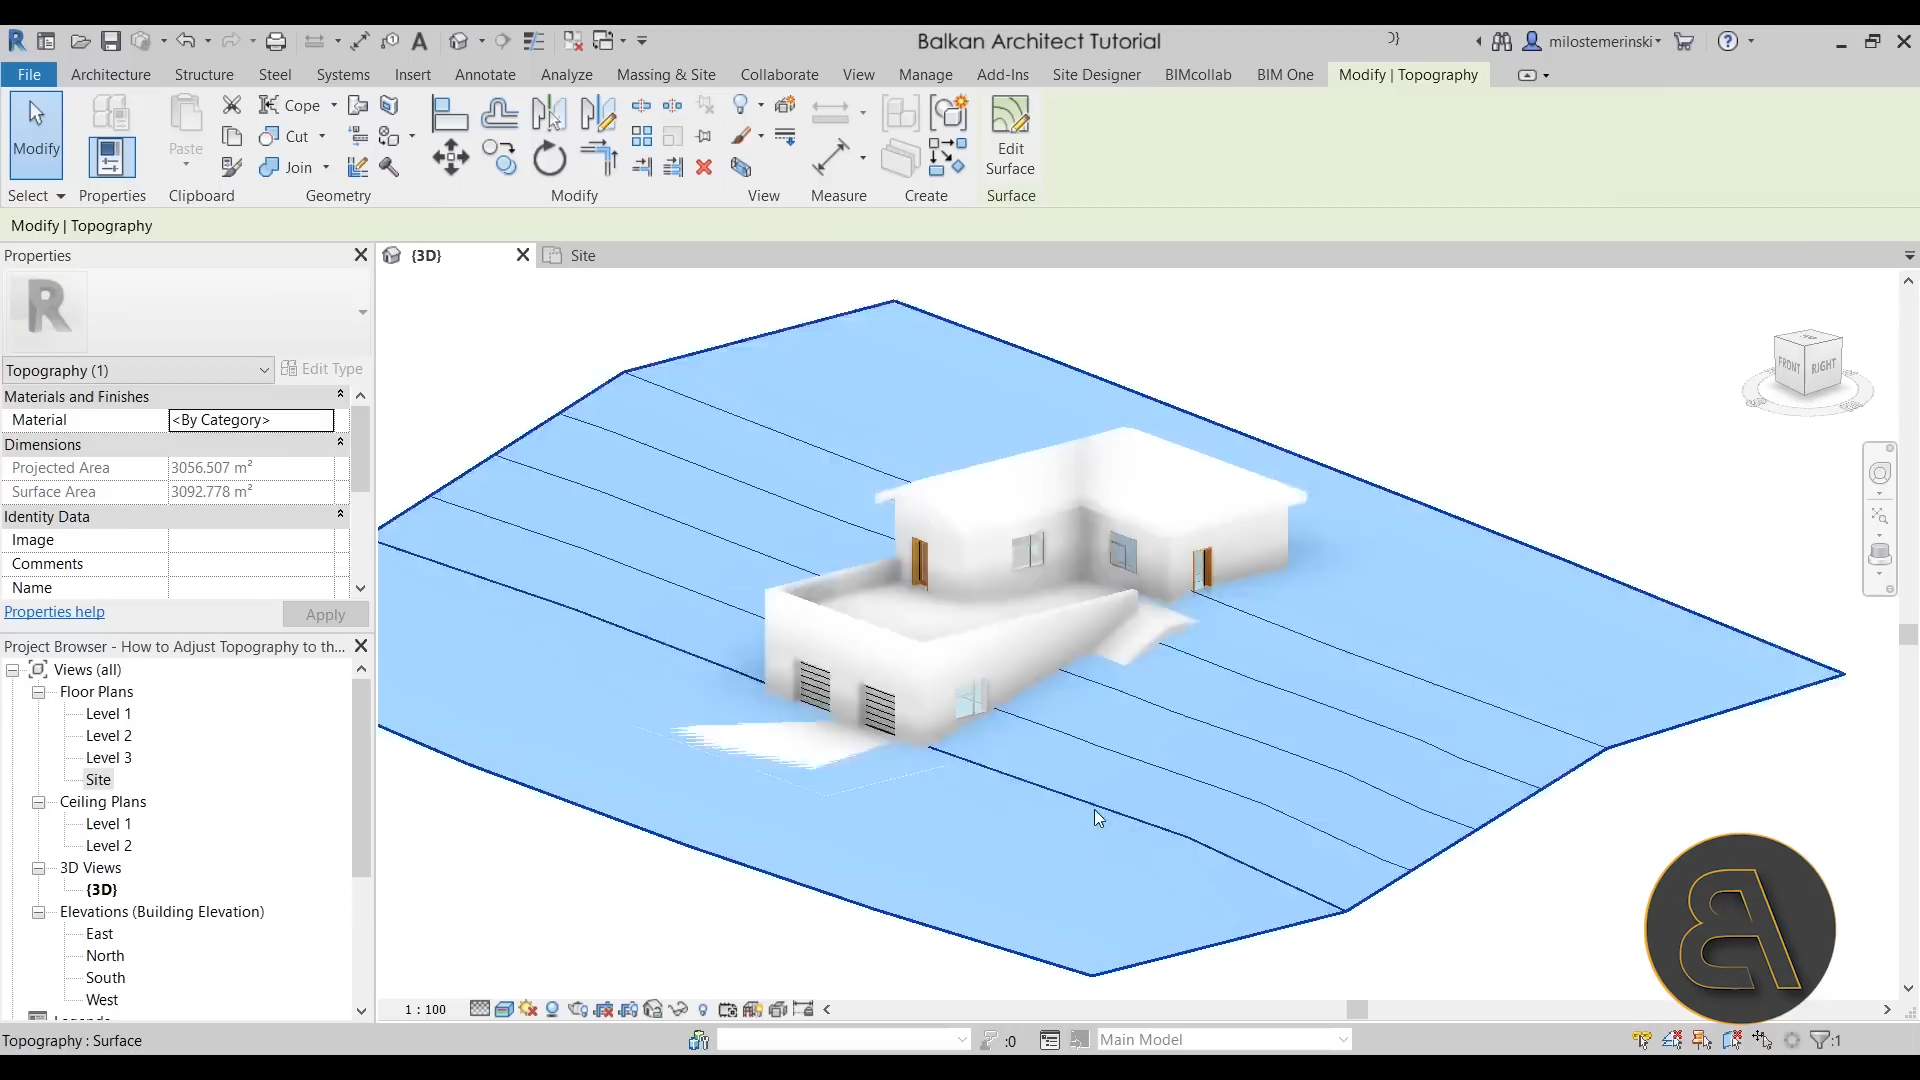 Balkan Architect Tutorial
milostemerinski
File Architecture Structure Steel Systems Insert Annotate Analyze Massing & Site Collaborate View Manage Add-Ins Site Designer BIMcollab BIM One Modify | Topography
Modify
Paste
Cope
Cut
Join
Edit
Surface
Select Properties Clipboard Geometry Modify View Measure Create Surface
Modify | Topography
Properties
{3D}
Site
R
Topography (1)
Edit Type
Materials and Finishes
Material <By Category>
Dimensions
Projected Area 3056.507 m²
Surface Area 3092.778 m²
Identity Data
Image
Comments
Name
Properties help
Apply
Project Browser - How to Adjust Topography to th...
Views (all)
Floor Plans
Level 1
Level 2
Level 3
Site
Ceiling Plans
Level 1
Level 2
3D Views
{3D}
Elevations (Building Elevation)
East
North
South
West
FRONT
RIGHT
1 : 100
Topography : Surface
:0
Main Model
:1